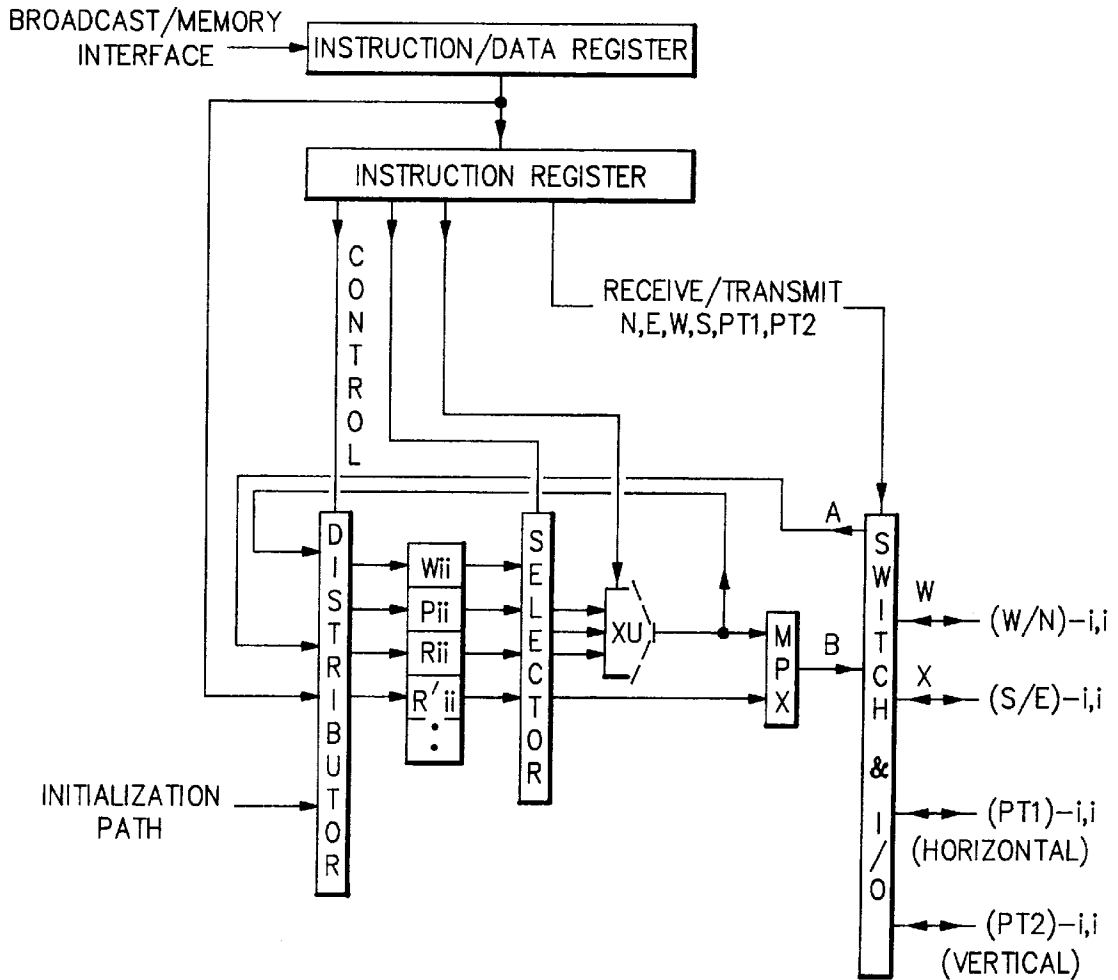 BROADCAST/MEMORY
INTERFACE
INSTRUCTION/DATA REGISTER
INSTRUCTION REGISTER
CONTROL
RECEIVE/TRANSMIT
N,E,W,S,PT1,PT2
DISTRIBUTOR
Wii
Pii
Rii
R'ii
SELECTOR
XU
MPX
A
B
SWITCH & I/O
W
(W/N)-i,i
X
(S/E)-i,i
(PT1)-i,i
(HORIZONTAL)
(PT2)-i,i
(VERTICAL)
INITIALIZATION
PATH